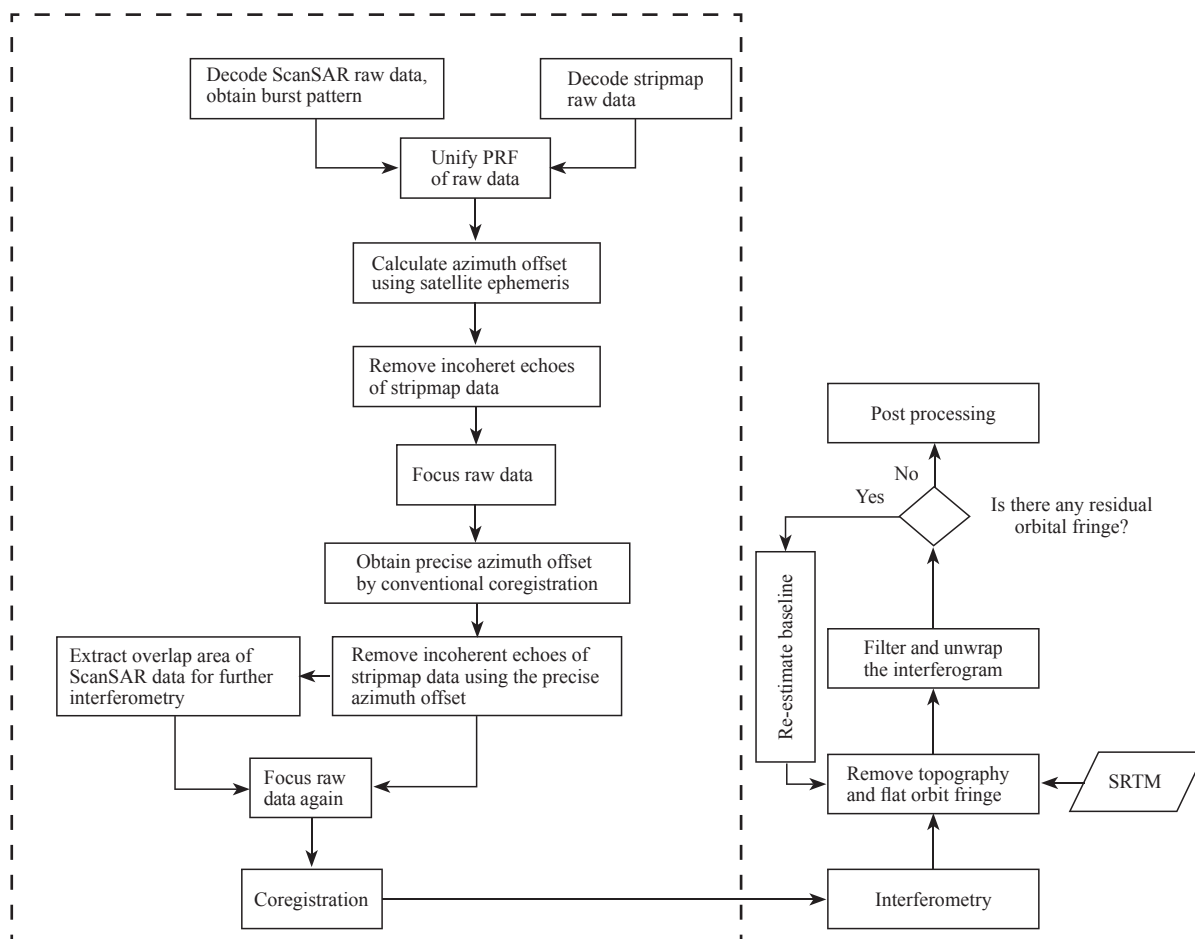 Decode ScanSAR raw data,
obtain burst pattern
Decode stripmap
raw data
Unify PRF
of raw data
Calculate azimuth offset
using satellite ephemeris
Remove incoheret echoes
of stripmap data
Focus raw data
Obtain precise azimuth offset
by conventional coregistration
Extract overlap area of
ScanSAR data for further
interferometry
Remove incoherent echoes of
stripmap data using the precise
azimuth offset
Focus raw
data again
Coregistration
Post processing
No
Yes
Is there any residual
orbital fringe?
Re-estimate baseline
Filter and unwrap
the interferogram
Remove topography
and flat orbit fringe
SRTM
Interferometry